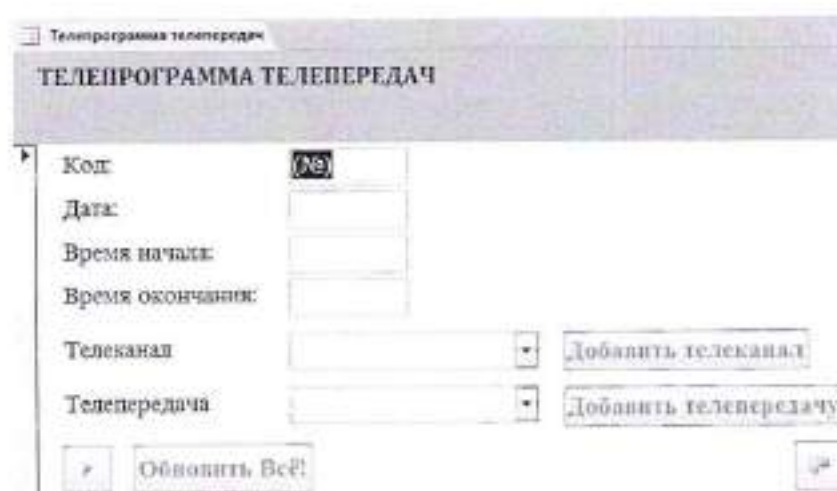 Телепрограмма телепередач
ТЕЛЕПРОГРАММА ТЕЛЕПЕРЕДАЧ
Код: (№)
Дата:
Время начала:
Время окончания:
Телеканал Добавить телеканал
Телепередача Добавить телепередачу
Обновить Всё!